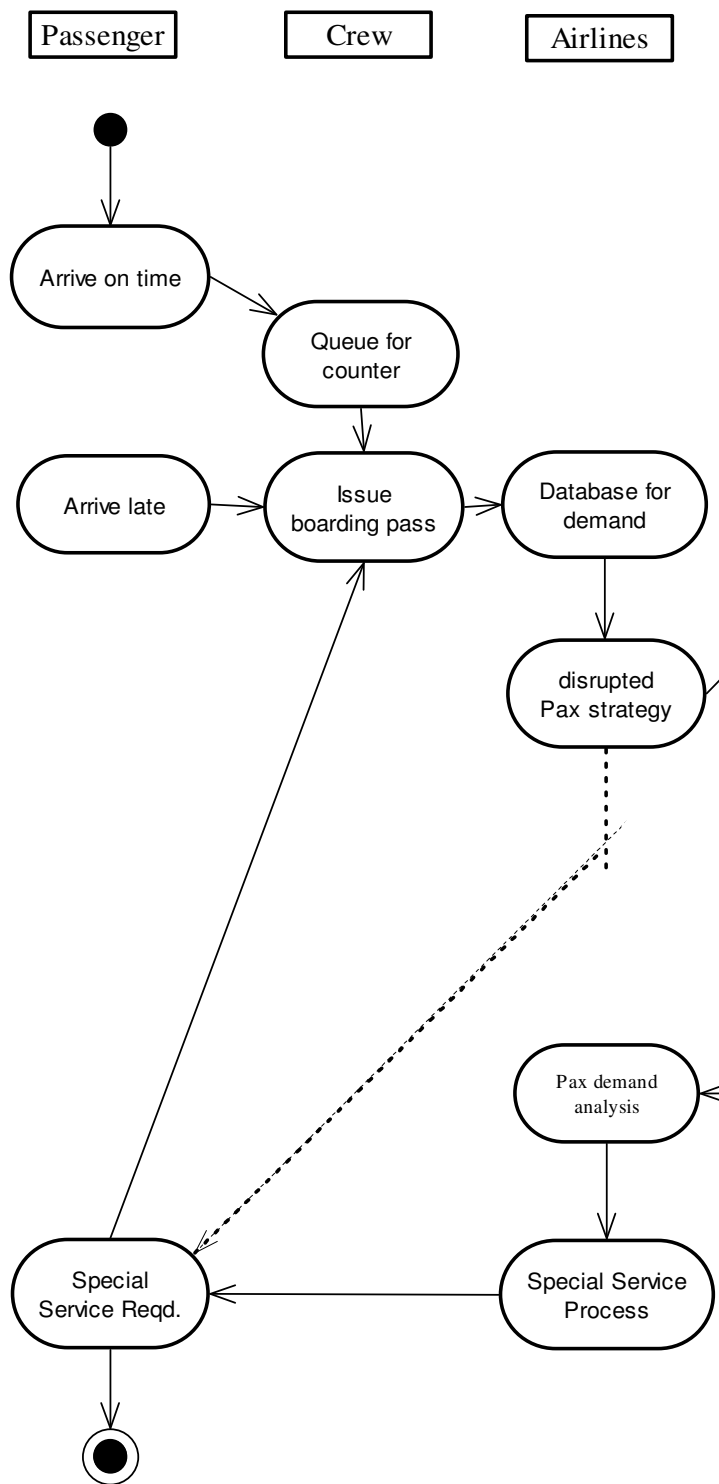 Passenger
Crew
Airlines
Arrive on time
Queue for
counter
Arrive late
Issue
boarding pass
Database for
demand
disrupted
Pax strategy
Pax demand
analysis
Special
Service Reqd.
Special Service
Process